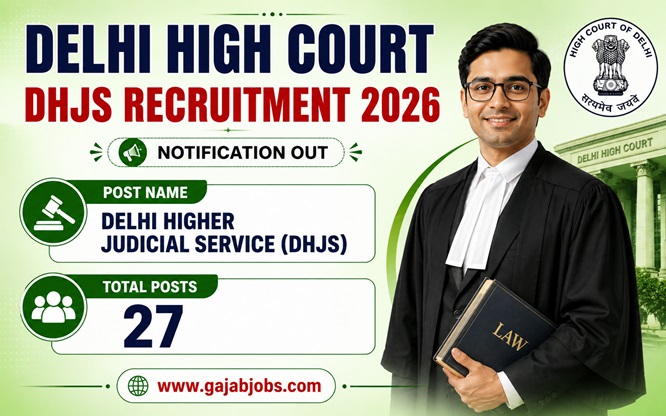 DELHI HIGH COURT
DHJS RECRUITMENT 2026
NOTIFICATION OUT
POST NAME
DELHI HIGHER
JUDICIAL SERVICE (DHJS)
TOTAL POSTS
27
www.gajabjobs.com
HIGH COURT OF DELHI
सत्यमेव जयते
DELHI HIGH COURT
LAW